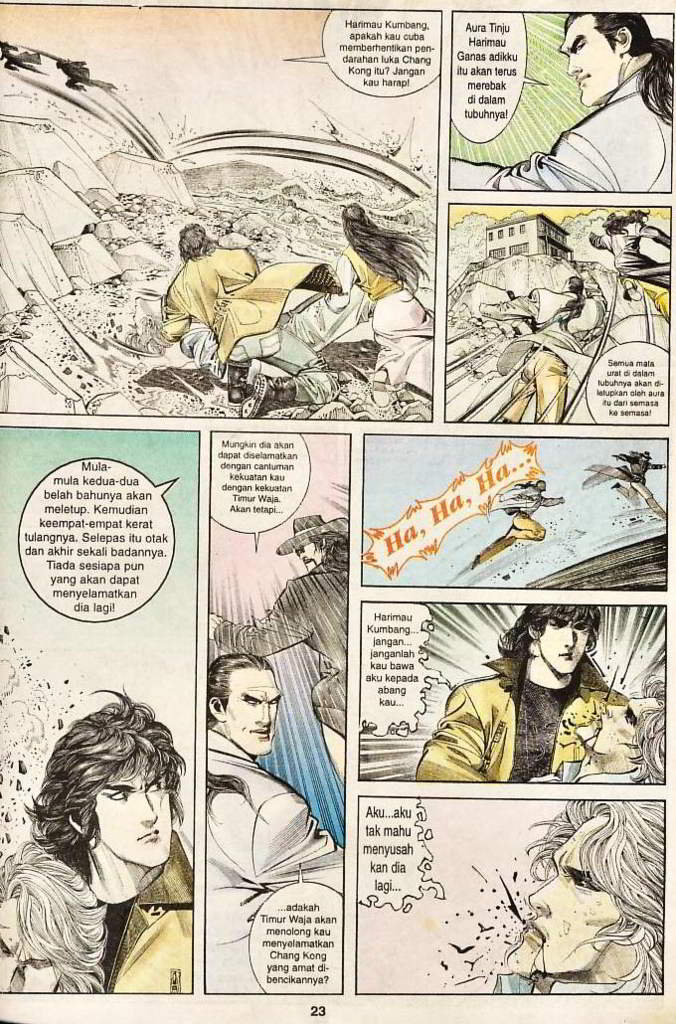 Harimau Kumbang,
apakah kau cuba
memberhentikan pen-
darahan luka Chang
Kong itu? Jangan
kau harap!
Aura Tinju
Harimau
Ganas adikku
itu akan terus
merebak
di dalam
tubuhnya!
Semua mata
urat di dalam
tubuhnya akan di-
letupkan oleh aura
itu dari semasa
ke semasa!
Mula-
mula kedua-dua
belah bahunya akan
meletup. Kemudian
keempat-empat kerat
tulangnya. Selepas itu otak
dan akhir sekali badannya.
Tiada sesiapa pun
yang akan dapat
menyelamatkan
dia lagi!
Mungkin dia akan
dapat diselamatkan
dengan cantuman
kekuatan kau
dengan kekuatan
Timur Waja.
Akan tetapi...
...adakah
Timur Waja akan
menolong kau
menyelamatkan
Chang Kong
yang amat di-
bencikannya?
Ha, Ha, Ha...
Harimau
Kumbang...
jangan...
janganlah
kau bawa
aku kepada
abang
kau...
Aku...aku
tak mahu
menyusah
kan dia
lagi...
23